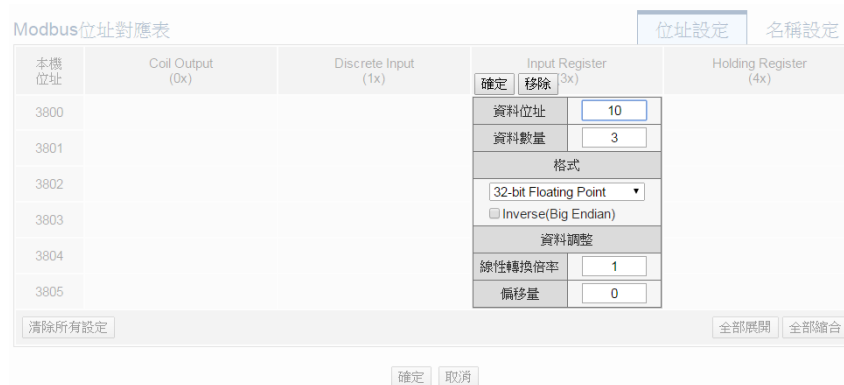 Modbus位址對應表
位址設定 名稱設定
本機位址 Coil Output (0x) Discrete Input (1x) Input Register 3x) Holding Register (4x)
確定 移除
3800
資料位址 10
3801
資料數量 3
格式
3802
32-bit Floating Point
3803
Inverse(Big Endian)
資料調整
3804
線性轉換倍率 1
3805
偏移量 0
清除所有設定 全部展開 全部縮合
確定 取消